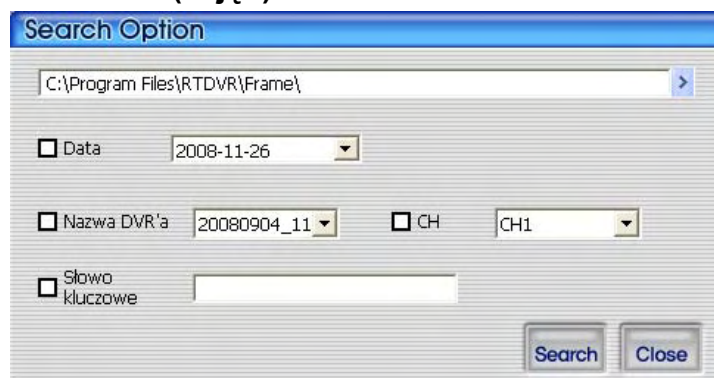 Search Option
C:\Program Files\RTDVR\Frame\ >
Data 2008-11-26
Nazwa DVR'a 20080904_11 CH CH1
Słowo
kluczowe
Search Close